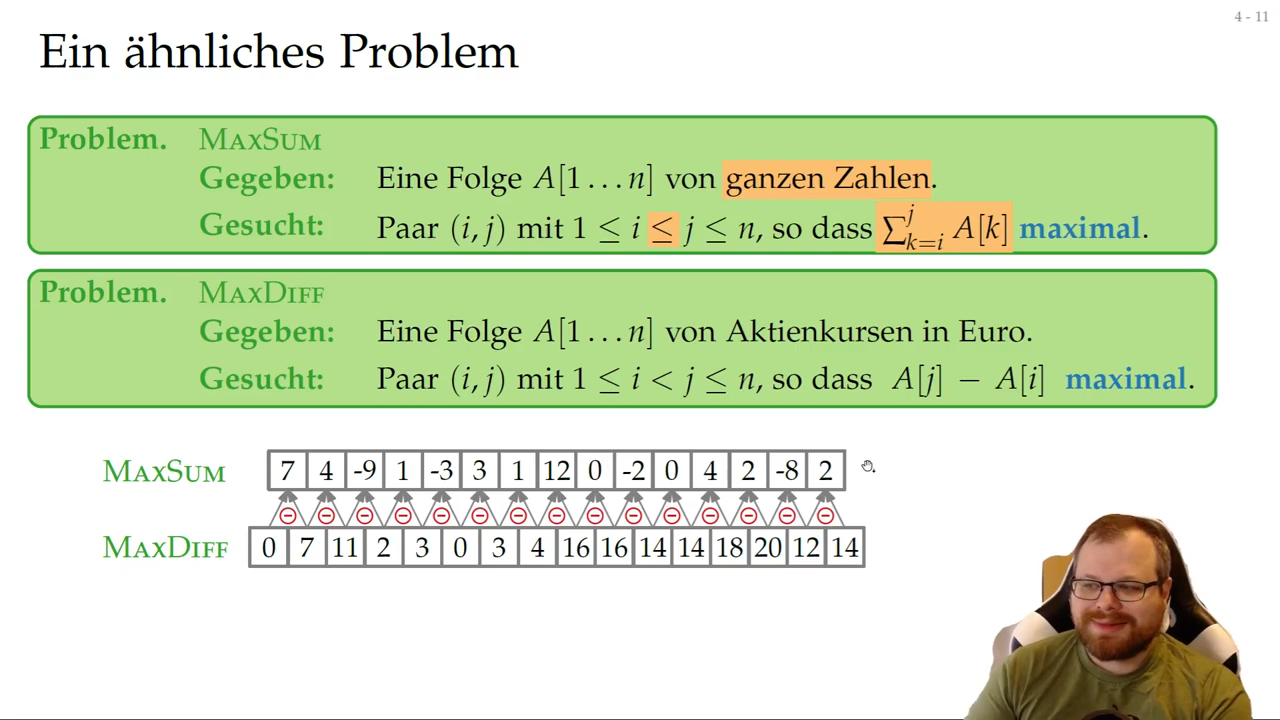 4 - 11
Ein ähnliches Problem
Problem. MaxSum
Gegeben: Eine Folge A[1 . . . n] von ganzen Zahlen.
Gesucht: Paar (i, j) mit 1 ≤ i ≤ j ≤ n, so dass ∑_{k=i}^{j} A[k] maximal.
Problem. MaxDiff
Gegeben: Eine Folge A[1 . . . n] von Aktienkursen in Euro.
Gesucht: Paar (i, j) mit 1 ≤ i < j ≤ n, so dass A[j] − A[i] maximal.
MaxSum 7 4 -9 1 -3 3 1 12 0 -2 0 4 2 -8 2
− − − − − − − − − − − − − − −
MaxDiff 0 7 11 2 3 0 3 4 16 16 14 14 18 20 12 14